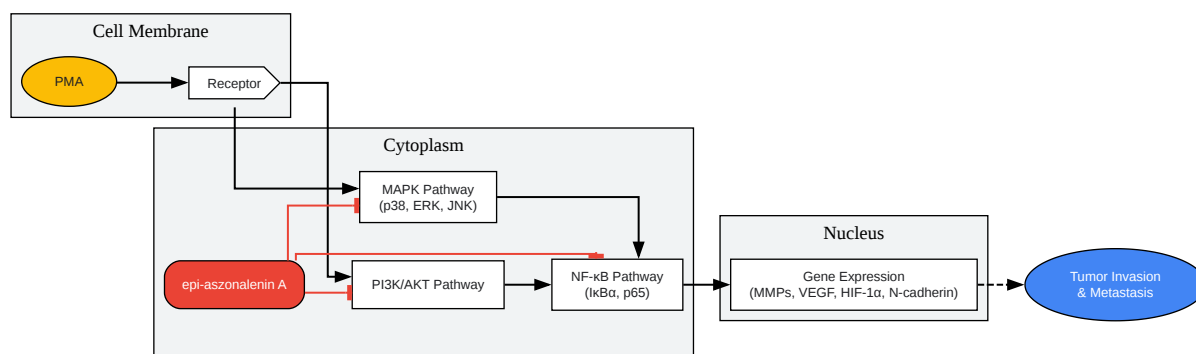 Cell Membrane
PMA
Receptor
Cytoplasm
MAPK Pathway
(p38, ERK, JNK)
epi-aszonalenin A
PI3K/AKT Pathway
NF-κB Pathway
(IκBα, p65)
Nucleus
Gene Expression
(MMPs, VEGF, HIF-1α, N-cadherin)
Tumor Invasion
& Metastasis